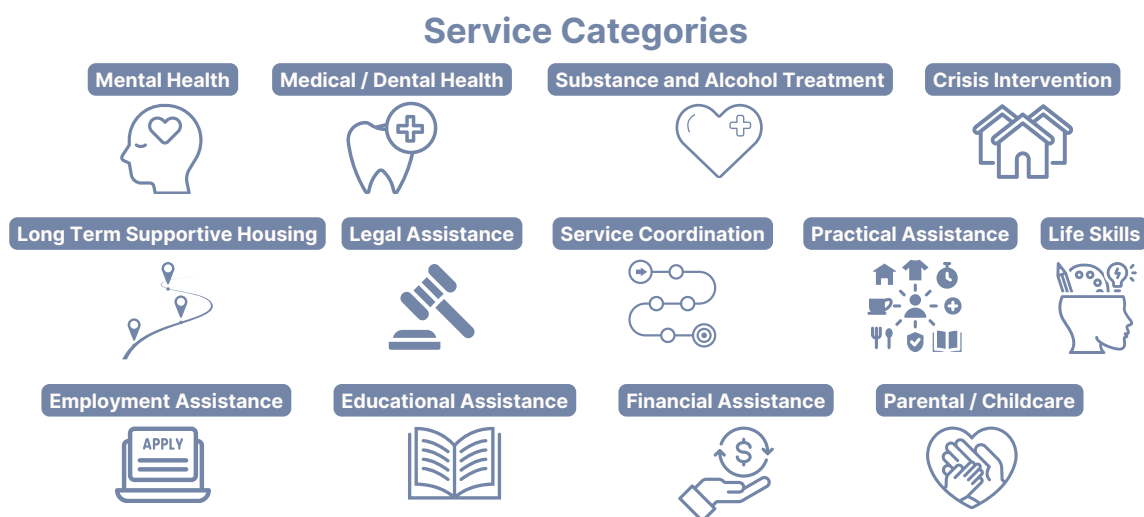 Service Categories
Mental Health
Medical / Dental Health
Substance and Alcohol Treatment
Crisis Intervention
Long Term Supportive Housing
Legal Assistance
Service Coordination
Practical Assistance
Life Skills
Employment Assistance
Educational Assistance
Financial Assistance
Parental / Childcare
APPLY